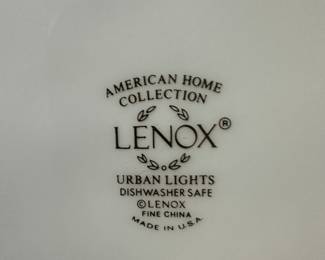 AMERICAN HOME
COLLECTION
LENOX®
URBAN LIGHTS
DISHWASHER SAFE
©LENOX
FINE CHINA
MADE IN U.S.A.